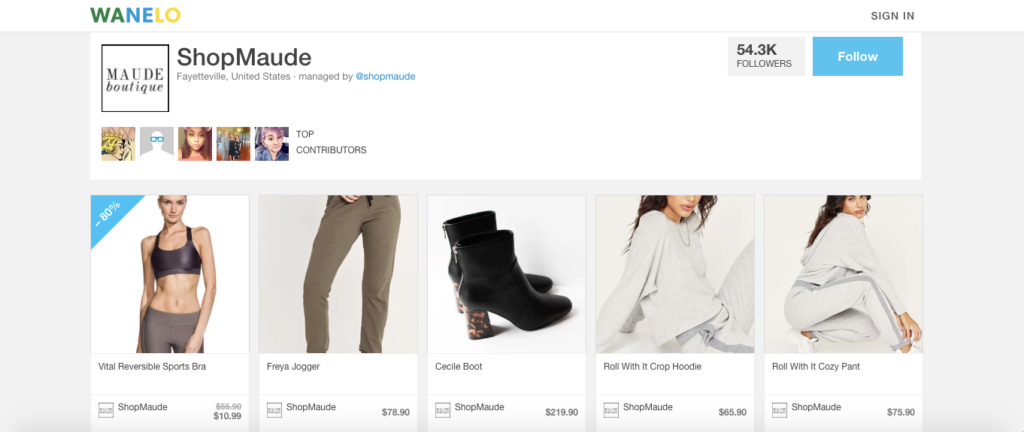 WANELO
SIGN IN
MAUDE
boutique
ShopMaude
Fayetteville, United States · managed by @shopmaude
54.3K
FOLLOWERS
Follow
TOP
CONTRIBUTORS
– 80%
Vital Reversible Sports Bra
ShopMaude
$55.90
$10.99
Freya Jogger
ShopMaude
$78.90
Cecile Boot
ShopMaude
$219.90
Roll With It Crop Hoodie
ShopMaude
$65.90
Roll With It Cozy Pant
ShopMaude
$75.90